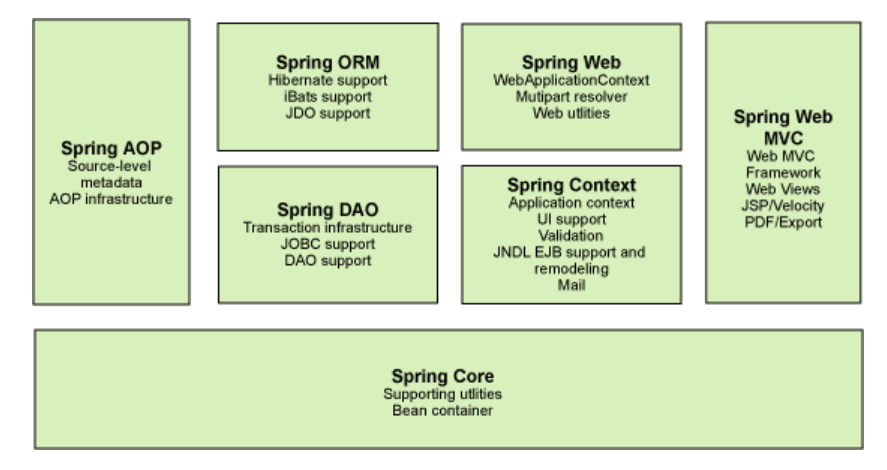 Spring AOP
Source-level
metadata
AOP infrastructure
Spring ORM
Hibernate support
iBats support
JDO support
Spring DAO
Transaction infrastructure
JOBC support
DAO support
Spring Web
WebApplicationContext
Mutipart resolver
Web utlities
Spring Context
Application context
UI support
Validation
JNDL EJB support and
remodeling
Mail
Spring Web
MVC
Web MVC
Framework
Web Views
JSP/Velocity
PDF/Export
Spring Core
Supporting utlities
Bean container